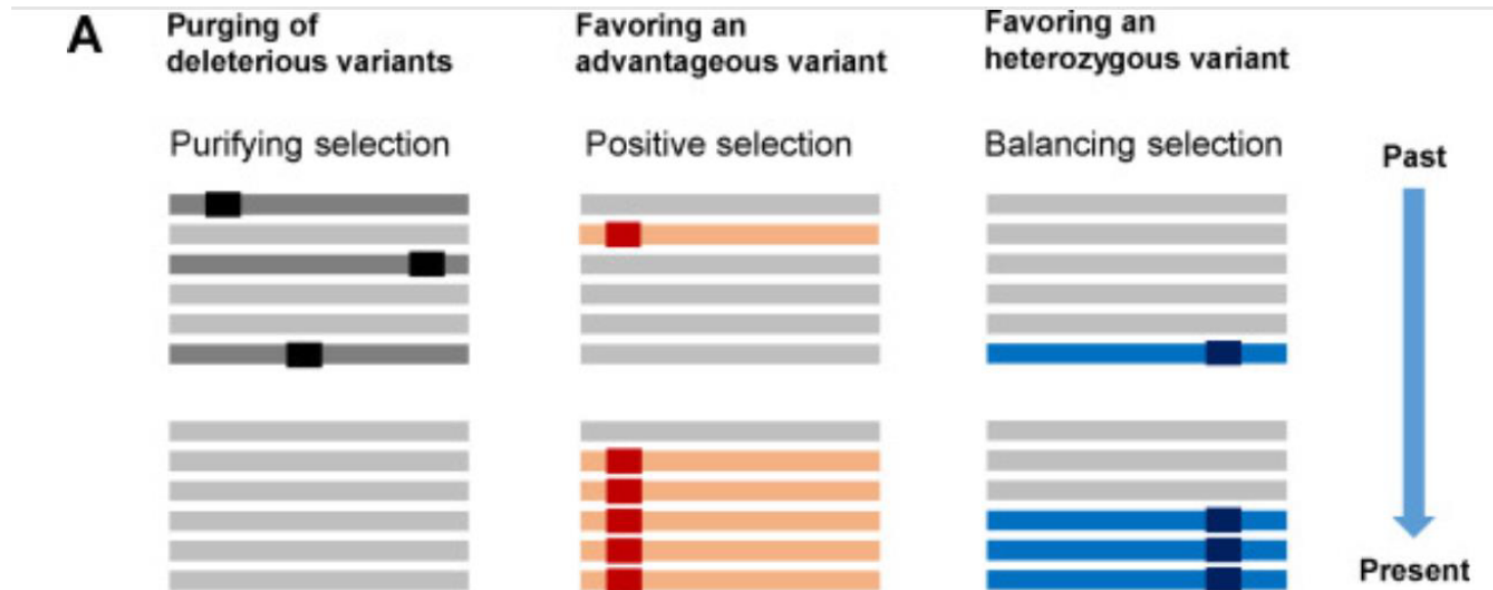 A
Purging of
deleterious variants
Favoring an
advantageous variant
Favoring an
heterozygous variant
Purifying selection
Positive selection
Balancing selection
Past
Present